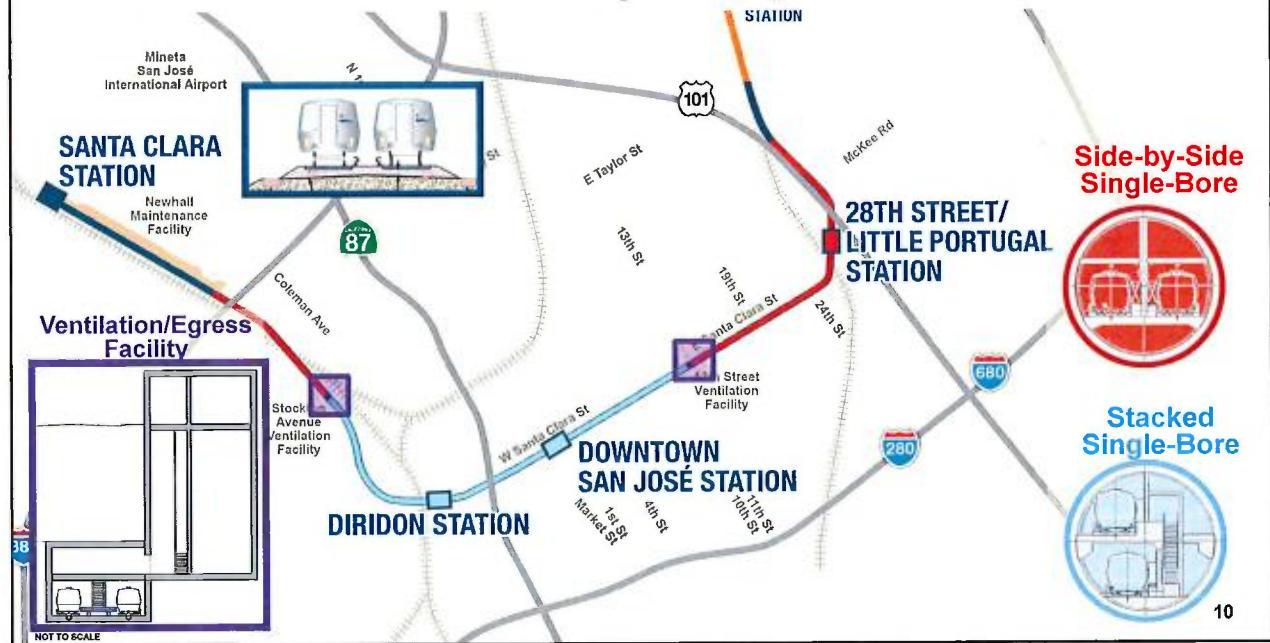 STATION
Mineta
San José
International Airport
101
McKee Rd
SANTA CLARA
STATION
E Taylor St
Side-by-Side
Single-Bore
Newhall
Maintenance
Facility
87
28TH STREET/
LITTLE PORTUGAL
STATION
13th St
19th St
Santa Clara St
24th St
Coleman Ave
Ventilation/Egress
Facility
680
Street
Ventilation
Facility
Avenue
Ventilation
Facility
W Santa Clara St
Stacked
Single-Bore
280
DOWNTOWN
SAN JOSÉ STATION
DIRIDON STATION
Market St
1st St
4th St
10th St
11th St
10
NOT TO SCALE